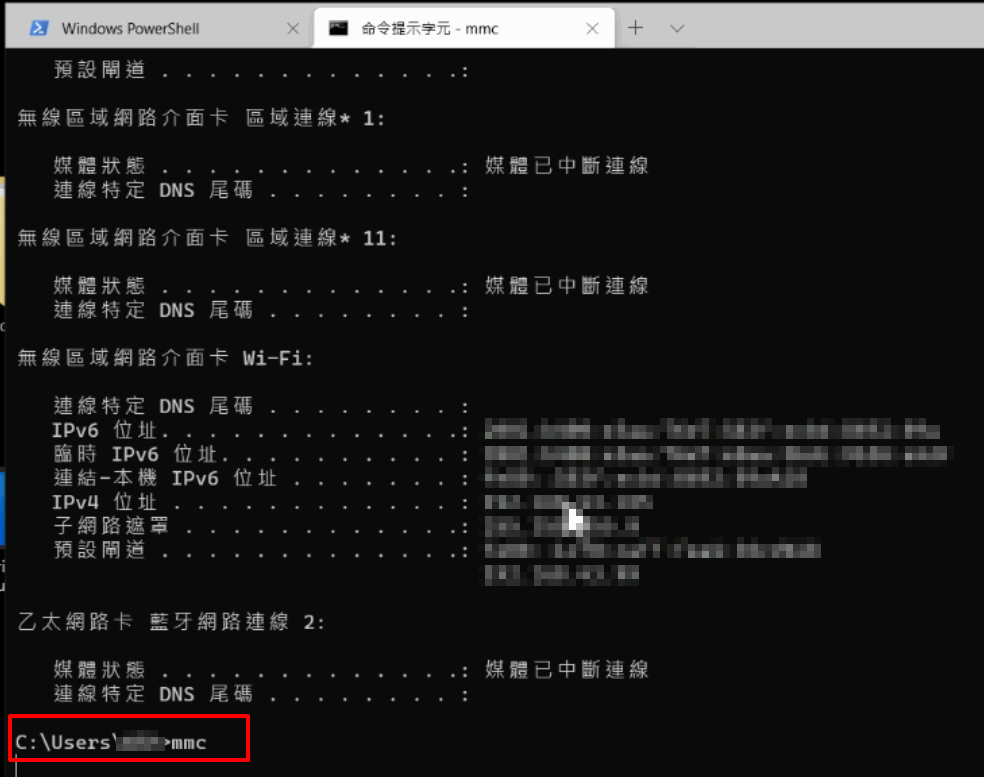 Windows PowerShell
命令提示字元 - mmc
預設閘道 . . . . . . . . . . . . .:
無線區域網路介面卡 區域連線* 1:
媒體狀態 . . . . . . . . . . . . .: 媒體已中斷連線
連線特定 DNS 尾碼 . . . . . . . . :
無線區域網路介面卡 區域連線* 11:
媒體狀態 . . . . . . . . . . . . .: 媒體已中斷連線
連線特定 DNS 尾碼 . . . . . . . . :
無線區域網路介面卡 Wi-Fi:
連線特定 DNS 尾碼 . . . . . . . . :
IPv6 位址. . . . . . . . . . . . .:
臨時 IPv6 位址. . . . . . . . . . :
連結-本機 IPv6 位址 . . . . . . . :
IPv4 位址 . . . . . . . . . . . . :
子網路遮罩 . . . . . . . . . . . .:
預設閘道 . . . . . . . . . . . . .:
乙太網路卡 藍牙網路連線 2:
媒體狀態 . . . . . . . . . . . . .: 媒體已中斷連線
連線特定 DNS 尾碼 . . . . . . . . :
C:\Users\>mmc